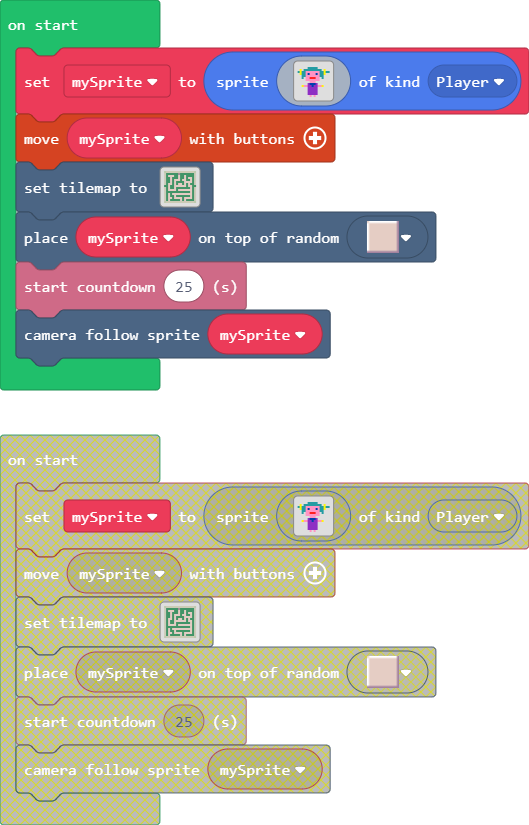 on start
set mySprite to sprite of kind Player
move mySprite with buttons
set tilemap to
place mySprite on top of random
start countdown 25 (s)
camera follow sprite mySprite
on start
set mySprite to sprite of kind Player
move mySprite with buttons
set tilemap to
place mySprite on top of random
start countdown 25 (s)
camera follow sprite mySprite